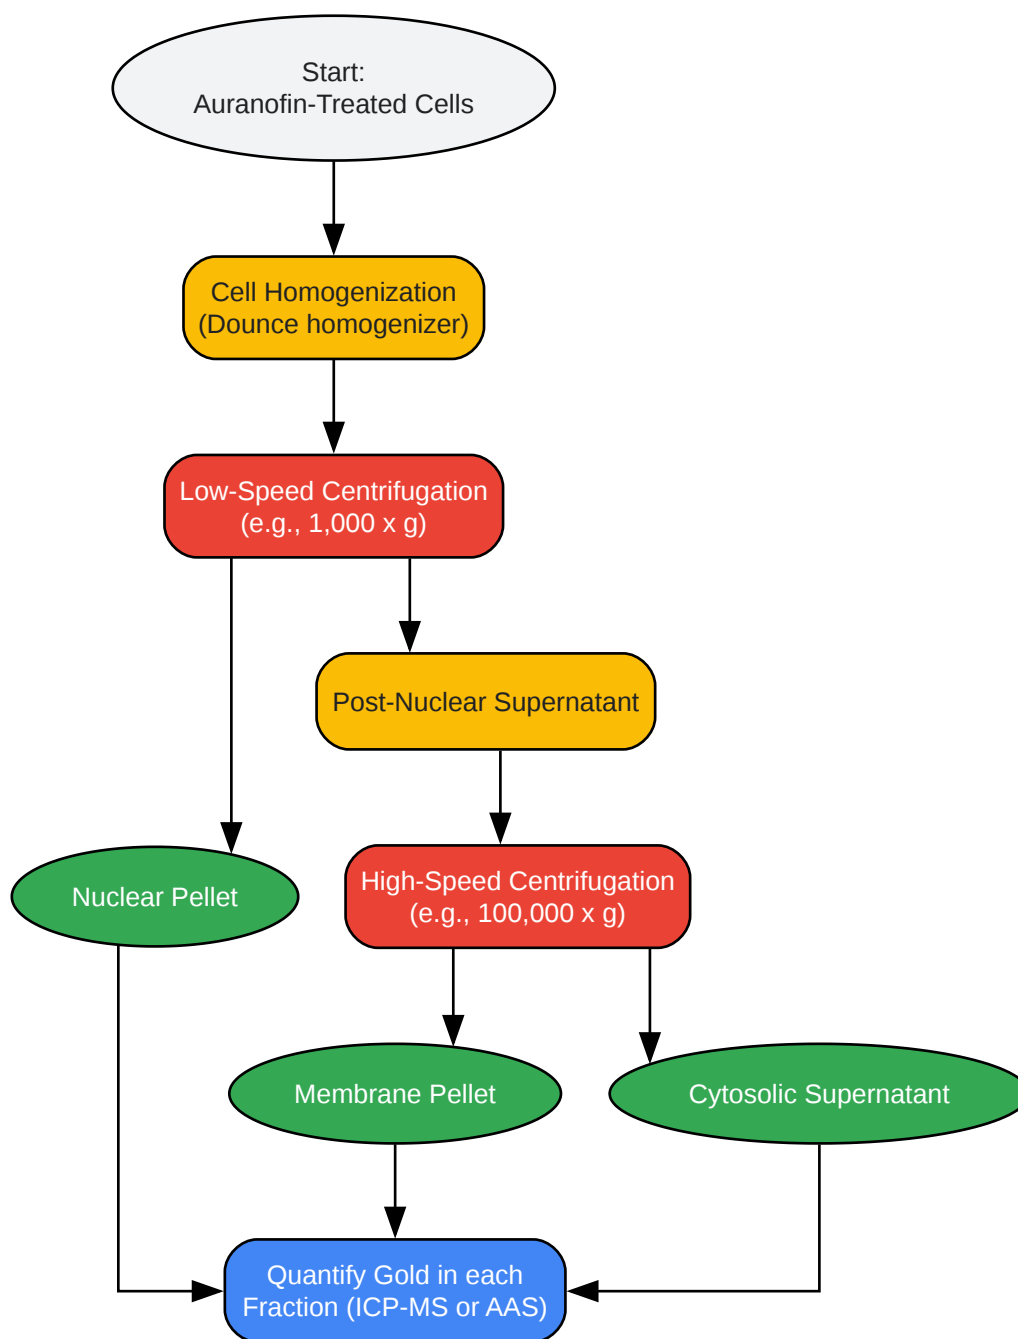 Start:
Auranofin-Treated Cells
Cell Homogenization
(Dounce homogenizer)
Low-Speed Centrifugation
(e.g., 1,000 x g)
Post-Nuclear Supernatant
Nuclear Pellet
High-Speed Centrifugation
(e.g., 100,000 x g)
Membrane Pellet
Cytosolic Supernatant
Quantify Gold in each
Fraction (ICP-MS or AAS)